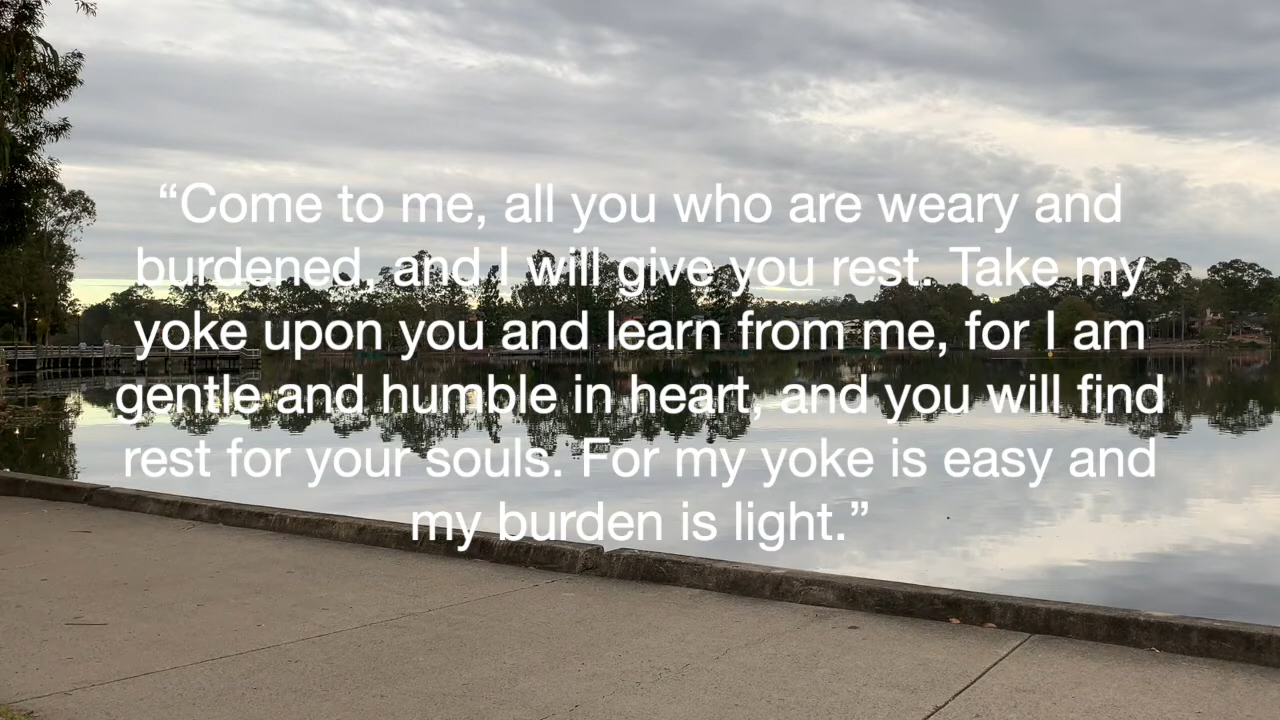 “Come to me, all you who are weary and
burdened, and I will give you rest. Take my
yoke upon you and learn from me, for I am
gentle and humble in heart, and you will find
rest for your souls. For my yoke is easy and
my burden is light.”